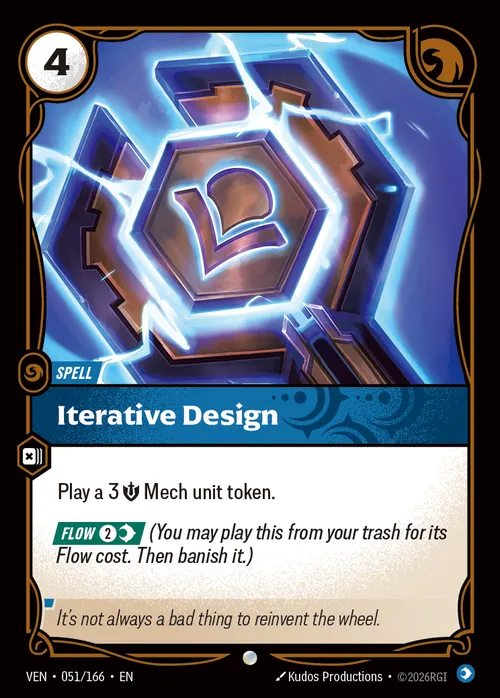 4
SPELL
Iterative Design
Play a 3 Mech unit token.
FLOW 2 (You may play this from your trash for its
Flow cost. Then banish it.)
It's not always a bad thing to reinvent the wheel.
VEN • 051/166 • EN Kudos Productions • ©2026RGI